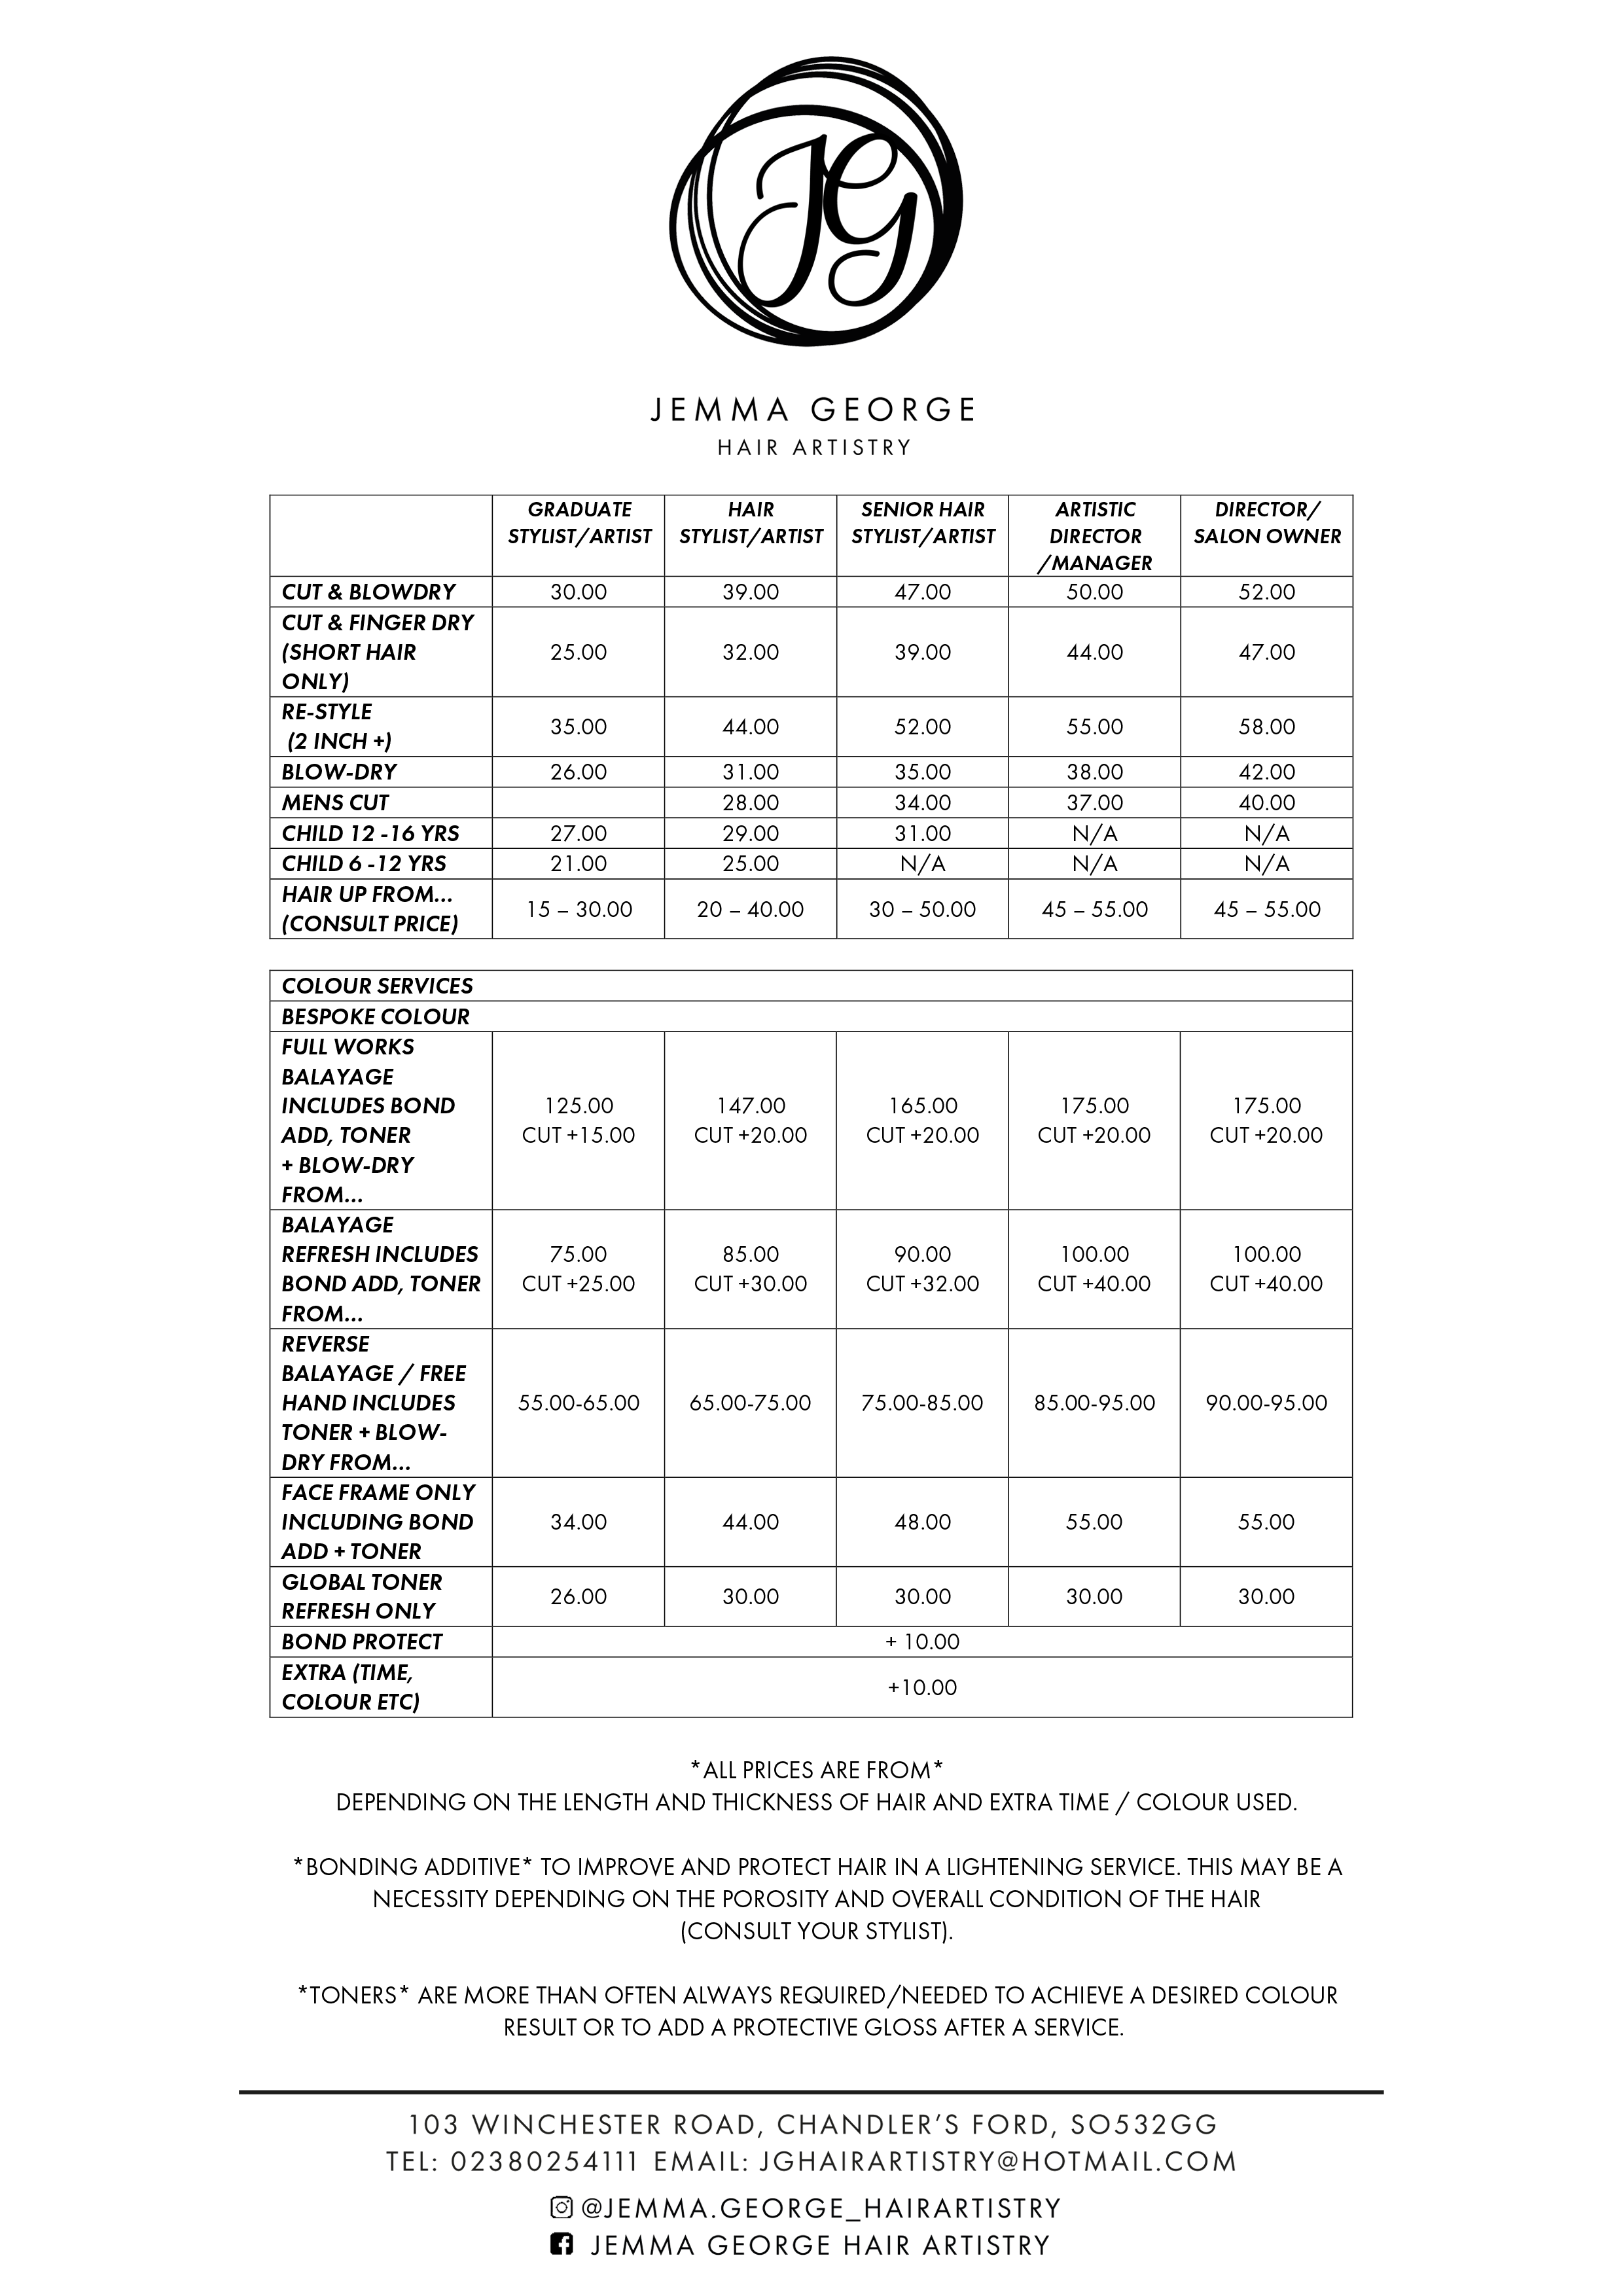 JG
JEMMA GEORGE
HAIR ARTISTRY
GRADUATE STYLIST/ARTIST HAIR STYLIST/ARTIST SENIOR HAIR STYLIST/ARTIST ARTISTIC DIRECTOR /MANAGER DIRECTOR/ SALON OWNER
CUT & BLOWDRY 30.00 39.00 47.00 50.00 52.00
CUT & FINGER DRY
(SHORT HAIR 25.00 32.00 39.00 44.00 47.00
ONLY)
RE-STYLE
(2 INCH +) 35.00 44.00 52.00 55.00 58.00
BLOW-DRY 26.00 31.00 35.00 38.00 42.00
MENS CUT 28.00 34.00 37.00 40.00
CHILD 12 -16 YRS 27.00 29.00 31.00 N/A N/A
CHILD 6 -12 YRS 21.00 25.00 N/A N/A N/A
HAIR UP FROM...
(CONSULT PRICE) 15 – 30.00 20 – 40.00 30 – 50.00 45 – 55.00 45 – 55.00
COLOUR SERVICES
BESPOKE COLOUR
FULL WORKS
BALAYAGE
INCLUDES BOND 125.00 147.00 165.00 175.00 175.00
ADD, TONER CUT +15.00 CUT +20.00 CUT +20.00 CUT +20.00 CUT +20.00
+ BLOW-DRY
FROM...
BALAYAGE
REFRESH INCLUDES 75.00 85.00 90.00 100.00 100.00
BOND ADD, TONER CUT +25.00 CUT +30.00 CUT +32.00 CUT +40.00 CUT +40.00
FROM...
REVERSE
BALAYAGE / FREE
HAND INCLUDES 55.00-65.00 65.00-75.00 75.00-85.00 85.00-95.00 90.00-95.00
TONER + BLOW-
DRY FROM...
FACE FRAME ONLY
INCLUDING BOND 34.00 44.00 48.00 55.00 55.00
ADD + TONER
GLOBAL TONER
REFRESH ONLY 26.00 30.00 30.00 30.00 30.00
BOND PROTECT + 10.00
EXTRA (TIME,
COLOUR ETC) +10.00
*ALL PRICES ARE FROM*
DEPENDING ON THE LENGTH AND THICKNESS OF HAIR AND EXTRA TIME / COLOUR USED.
*BONDING ADDITIVE* TO IMPROVE AND PROTECT HAIR IN A LIGHTENING SERVICE. THIS MAY BE A
NECESSITY DEPENDING ON THE POROSITY AND OVERALL CONDITION OF THE HAIR
(CONSULT YOUR STYLIST).
*TONERS* ARE MORE THAN OFTEN ALWAYS REQUIRED/NEEDED TO ACHIEVE A DESIRED COLOUR
RESULT OR TO ADD A PROTECTIVE GLOSS AFTER A SERVICE.
103 WINCHESTER ROAD, CHANDLER’S FORD, SO532GG
TEL: 02380254111 EMAIL: JGHAIRARTISTRY@HOTMAIL.COM
@JEMMA.GEORGE_HAIRARTISTRY
JEMMA GEORGE HAIR ARTISTRY